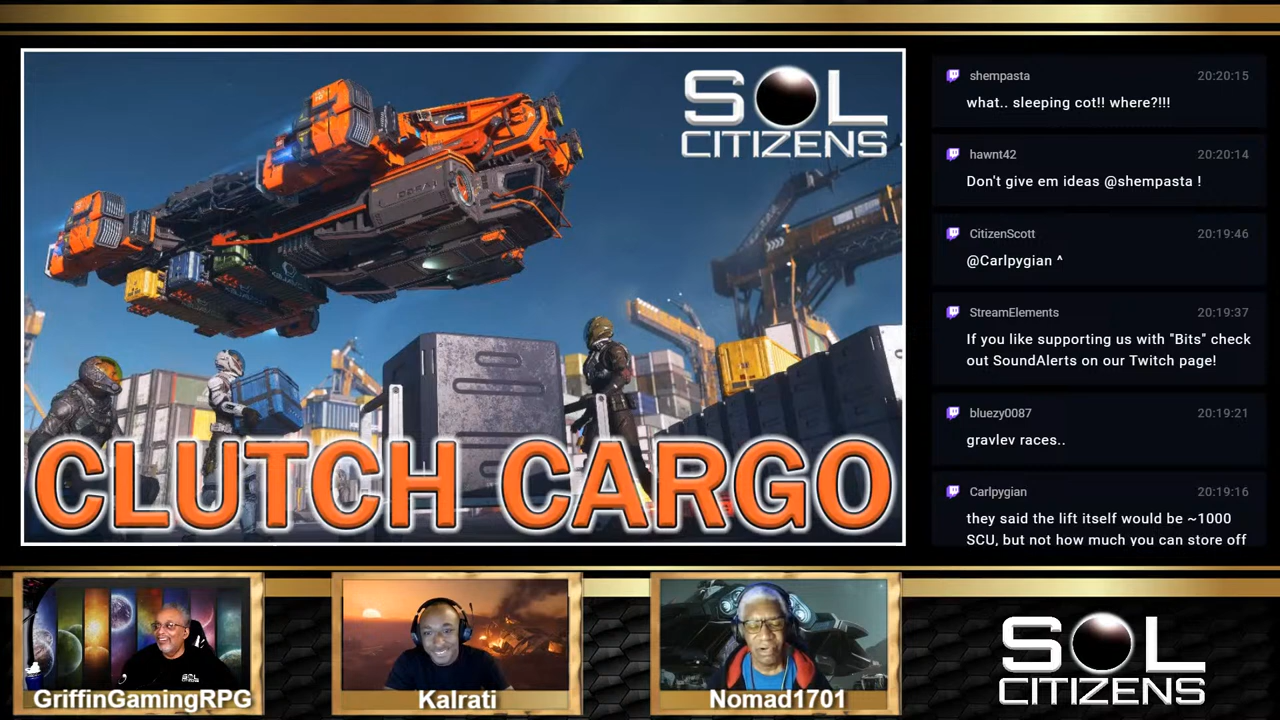 SOL
CITIZENS
CLUTCH CARGO
shempasta 20:20:15
what.. sleeping cot!! where?!!!
hawnt42 20:20:14
Don't give em ideas @shempasta !
CitizenScott 20:19:46
@Carlpygian ^
StreamElements 20:19:37
If you like supporting us with "Bits" check
out SoundAlerts on our Twitch page!
bluezy0087 20:19:21
gravlev races..
Carlpygian 20:19:16
they said the lift itself would be ~1000
SCU, but not how much you can store off
GriffinGamingRPG
Kalrati
Nomad1701
SOL
CITIZENS